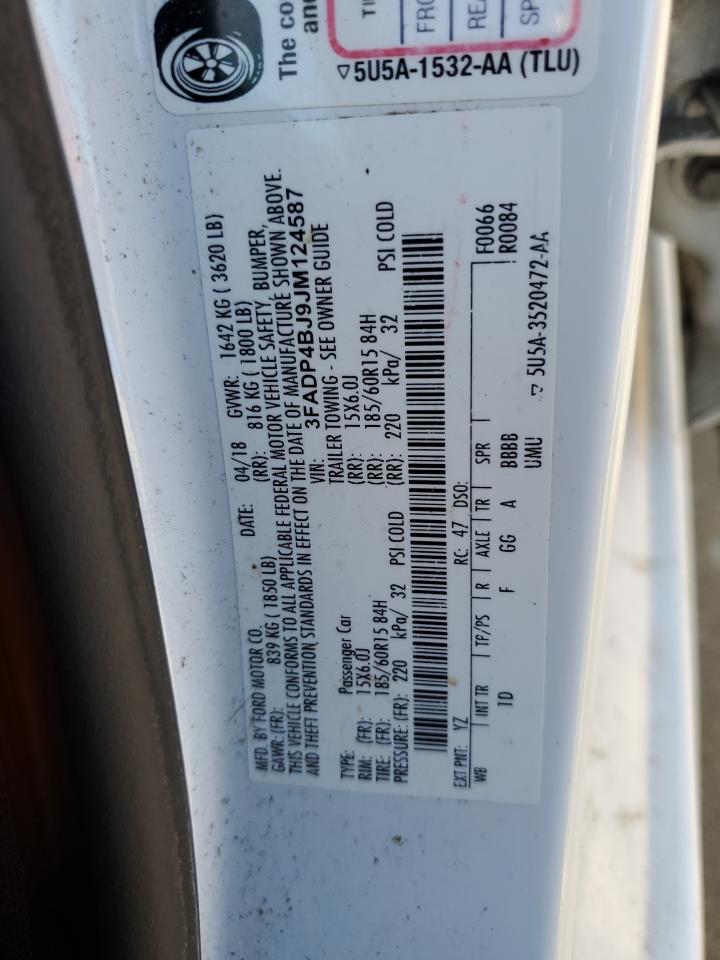 The co
and
TI
FRO
REA
SP
▽5U5A-1532-AA (TLU)
MFD. BY FORD MOTOR CO.
DATE: 04/18 GVWR: 1642 KG ( 3620 LB)
GAWR: (FR): 839 KG ( 1850 LB) (RR): 816 KG ( 1800 LB)
THIS VEHICLE CONFORMS TO ALL APPLICABLE FEDERAL MOTOR VEHICLE SAFETY, BUMPER,
AND THEFT PREVENTION STANDARDS IN EFFECT ON THE DATE OF MANUFACTURE SHOWN ABOVE.
VIN: 3FADP4BJ9JM124587
TYPE: Passenger Car TRAILER TOWING - SEE OWNER GUIDE
RIM: (FR): 15X6.0J (RR): 15X6.0J
TIRE: (FR): 185/60R15 84H (RR): 185/60R15 84H
PRESSURE: (FR): 220 kPa/ 32 PSI COLD (RR): 220 kPa/ 32 PSI COLD
EXT PNT: YZ RC: 47 DSO: F0066
WB INT TR TP/PS R AXLE TR SPR R0084
1D F GG A BBBB
UMU
▽ 5U5A-3520472-AA